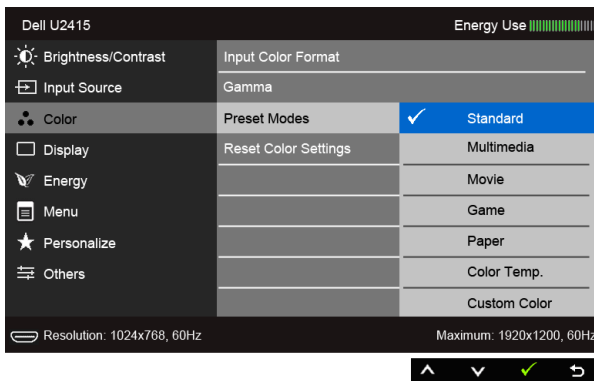 Dell U2415 Energy Use
Brightness/Contrast Input Color Format
Input Source Gamma
Color Preset Modes Standard
Display Reset Color Settings Multimedia
Energy Movie
Menu Game
Personalize Paper
Others Color Temp.
Custom Color
Resolution: 1024x768, 60Hz Maximum: 1920x1200, 60Hz